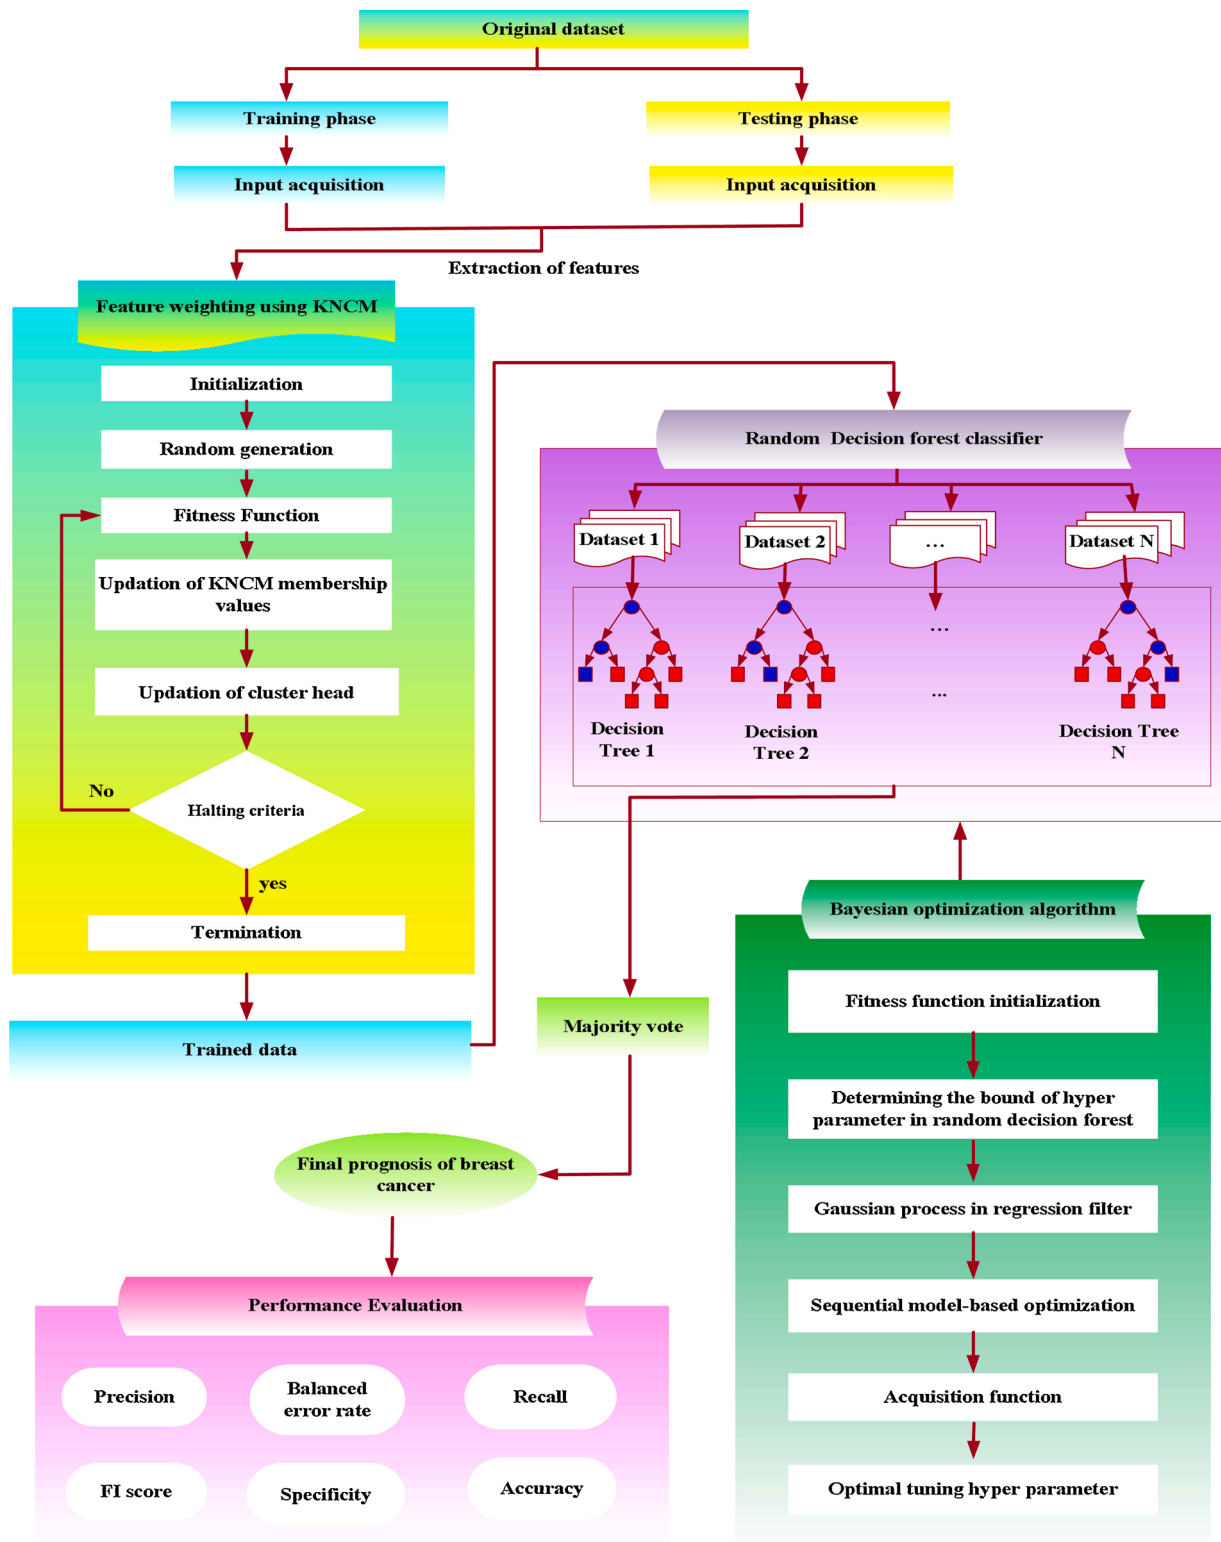 Original dataset
Training phase
Testing phase
Input acquisition
Input acquisition
Extraction of features
Feature weighting using KNCM
Initialization
Random generation
Fitness Function
Updation of KNCM membership
values
Updation of cluster head
No
Halting criteria
yes
Termination
Trained data
Random Decision forest classifier
Dataset 1
Dataset 2
...
Dataset N
...
...
Decision
Tree 1
Decision
Tree 2
Decision Tree
N
Bayesian optimization algorithm
Fitness function initialization
Determining the bound of hyper
parameter in random decision forest
Gaussian process in regression filter
Sequential model-based optimization
Acquisition function
Optimal tuning hyper parameter
Majority vote
Final prognosis of breast
cancer
Performance Evaluation
Precision
Balanced
error rate
Recall
FI score
Specificity
Accuracy